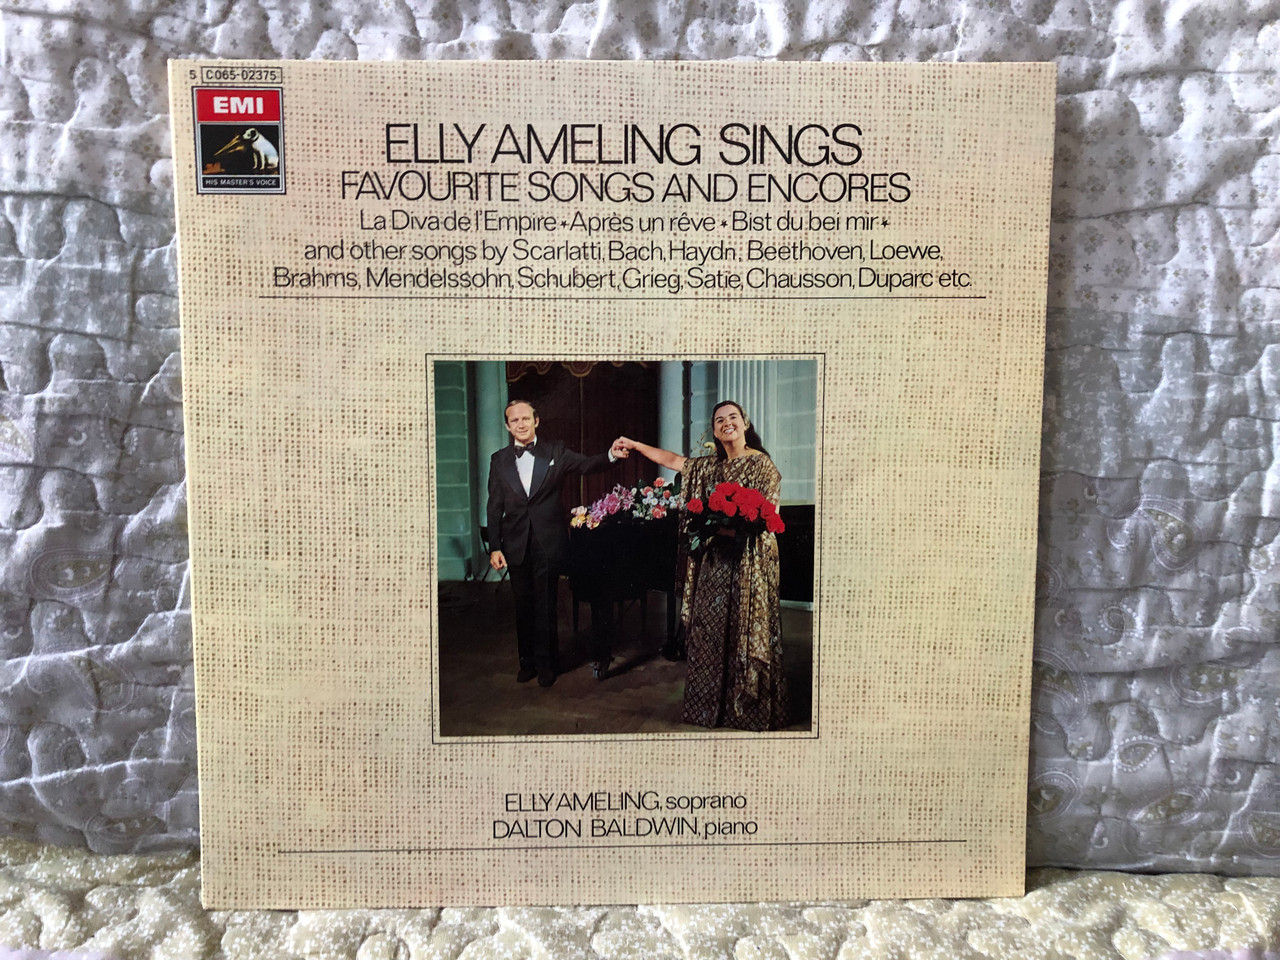 5 C065-02375
EMI
HIS MASTER'S VOICE
ELLY AMELING SINGS
FAVOURITE SONGS AND ENCORES
La Diva de l'Empire ★ Après un rêve ★ Bist du bei mir ★
and other songs by Scarlatti, Bach, Haydn, Beethoven, Loewe,
Brahms, Mendelssohn, Schubert, Grieg, Satie, Chausson, Duparc etc.
ELLY AMELING, soprano
DALTON BALDWIN, piano